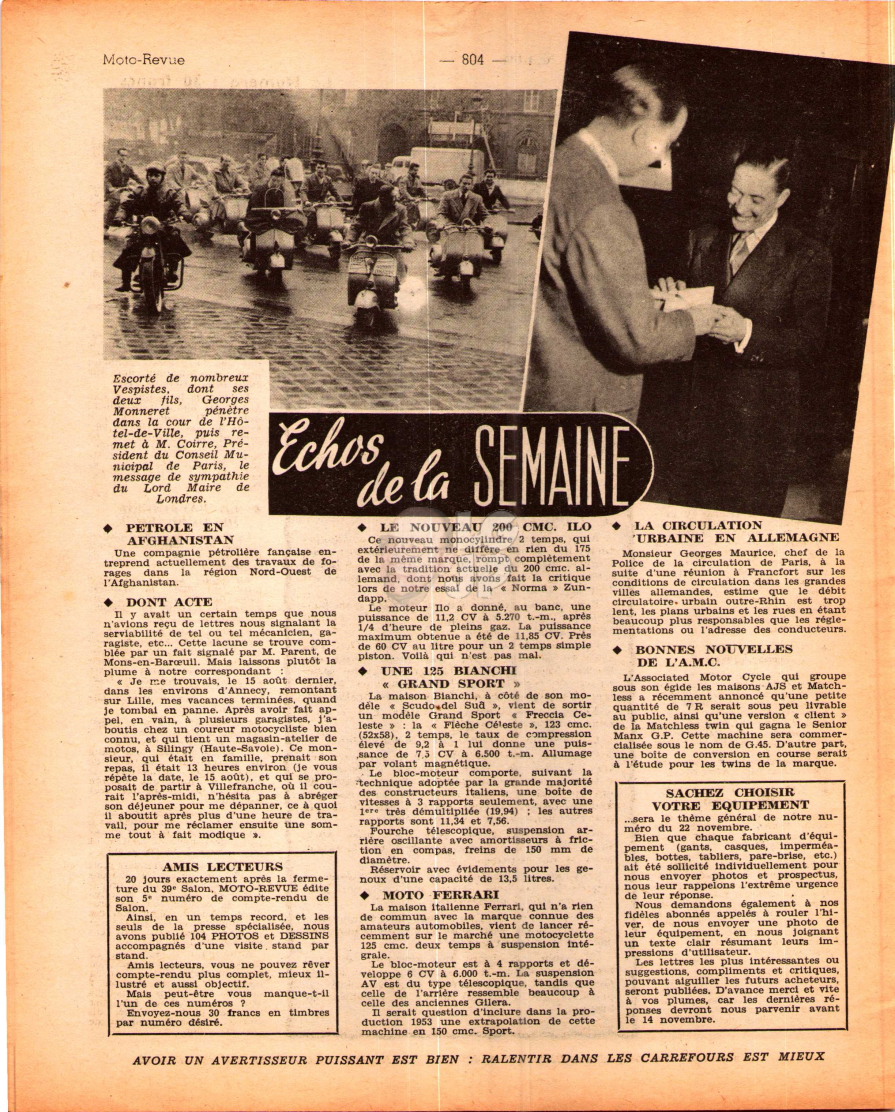 Moto-Revue
— 804 —
Escorté de nombreux
Vespistes, dont ses
deux fils, Georges
Monneret pénètre
dans la cour de l'Hô-
tel-de-Ville, puis re-
met à M. Coirre, Pré-
sident du Conseil Mu-
nicipal de Paris, le
message de sympathie
du Lord Maire de
Londres.
Echos
de la SEMAINE
◆ PETROLE EN
AFGHANISTAN
Une compagnie pétrolière fançaise en-
treprend actuellement des travaux de fo-
rages dans la région Nord-Ouest de
l'Afghanistan.
◆ DONT ACTE
Il y avait un certain temps que nous
n'avions reçu de lettres nous signalant la
serviabilité de tel ou tel mécanicien, ga-
ragiste, etc... Cette lacune se trouve com-
blée par un fait signalé par M. Parent, de
Mons-en-Barœuil. Mais laissons plutôt la
plume à notre correspondant :
« Je me trouvais, le 15 août dernier,
dans les environs d'Annecy, remontant
sur Lille, mes vacances terminées, quand
je tombai en panne. Après avoir fait ap-
pel, en vain, à plusieurs garagistes, j'a-
boutis chez un coureur motocycliste bien
connu, et qui tient un magasin-atelier de
motos, à Silingy (Haute-Savoie). Ce mon-
sieur, qui était en famille, prenait son
repas, il était 13 heures environ (je vous
répète la date, le 15 août), et qui se pro-
posait de partir à Villefranche, où il cou-
rait l'après-midi, n'hésita pas à abréger
son déjeuner pour me dépanner, ce à quoi
il aboutit après plus d'une heure de tra-
vail, pour me réclamer ensuite une som-
me tout à fait modique ».
AMIS LECTEURS
20 jours exactement après la ferme-
ture du 39e Salon, MOTO-REVUE édite
son 5e numéro de compte-rendu de
Salon.
Ainsi, en un temps record, et les
seuls de la presse spécialisée, nous
avons publié 104 PHOTOS et DESSINS
accompagnés d'une visite stand par
stand.
Amis lecteurs, vous ne pouvez rêver
compte-rendu plus complet, mieux il-
lustré et aussi objectif.
Mais peut-être vous manque-t-il
l'un de ces numéros ?
Envoyez-nous 30 francs en timbres
par numéro désiré.
◆ LE NOUVEAU 200 CMC. ILO
Ce nouveau monocylindre 2 temps, qui
extérieurement ne diffère en rien du 175
de la même marque, rompt complètement
avec la tradition actuelle du 200 cmc. al-
lemand, dont nous avons fait la critique
lors de notre essai de la « Norma » Zun-
dapp.
Le moteur Ilo a donné, au banc, une
puissance de 11,2 CV à 5.270 t.-m., après
1/4 d'heure de pleins gaz. La puissance
maximum obtenue a été de 11,85 CV. Près
de 60 CV au litre pour un 2 temps simple
piston. Voilà qui n'est pas mal.
◆ UNE 125 BIANCHI
« GRAND SPORT »
La maison Bianchi, à côté de son mo-
dèle « Scudo del Sud », vient de sortir
un modèle Grand Sport « Freccia Ce-
leste » : la « Flèche Céleste », 123 cmc.
(52x58), 2 temps, le taux de compression
élevé de 9,2 à 1 lui donne une puis-
sance de 7,5 CV à 6.500 t.-m. Allumage
par volant magnétique.
Le bloc-moteur comporte, suivant la
technique adoptée par la grande majorité
des constructeurs italiens, une boîte de
vitesses à 3 rapports seulement, avec une
1ère très démultipliée (19,94) ; les autres
rapports sont 11,34 et 7,56.
Fourche télescopique, suspension ar-
rière oscillante avec amortisseurs à fric-
tion en compas, freins de 150 mm de
diamètre.
Réservoir avec évidements pour les ge-
noux d'une capacité de 13,5 litres.
◆ MOTO FERRARI
La maison italienne Ferrari, qui n'a rien
de commun avec la marque connue des
amateurs automobiles, vient de lancer ré-
cemment sur le marché une motocyclette
125 cmc. deux temps à suspension inté-
grale.
Le bloc-moteur est à 4 rapports et dé-
veloppe 6 CV à 6.000 t.-m. La suspension
AV est du type télescopique, tandis que
celle de l'arrière ressemble beaucoup à
celle des anciennes Gilera.
Il serait question d'inclure dans la pro-
duction 1953 une extrapolation de cette
machine en 150 cmc. Sport.
◆ LA CIRCULATION
URBAINE EN ALLEMAGNE
Monsieur Georges Maurice, chef de la
Police de la circulation de Paris, à la
suite d'une réunion à Francfort sur les
conditions de circulation dans les grandes
villes allemandes, estime que le débit
circulatoire urbain outre-Rhin est trop
lent, les plans urbains et les rues en étant
beaucoup plus responsables que les régle-
mentations ou l'adresse des conducteurs.
◆ BONNES NOUVELLES
DE L'A.M.C.
L'Associated Motor Cycle qui groupe
sous son égide les maisons AJS et Match-
less a récemment annoncé qu'une petite
quantité de 7 R serait sous peu livrable
au public, ainsi qu'une version « client »
de la Matchless twin qui gagna le Senior
Manx G.P. Cette machine sera commer-
cialisée sous le nom de G.45. D'autre part,
une boîte de conversion en course serait
à l'étude pour les twins de la marque.
SACHEZ CHOISIR
VOTRE EQUIPEMENT
...sera le thème général de notre nu-
méro du 22 novembre.
Bien que chaque fabricant d'équi-
pement (gants, casques, imperméa-
bles, bottes, tabliers, pare-brise, etc.)
ait été sollicité individuellement pour
nous envoyer photos et prospectus,
nous leur rappelons l'extrême urgence
de leur réponse.
Nous demandons également à nos
fidèles abonnés appelés à rouler l'hi-
ver, de nous envoyer une photo de
leur équipement, en nous joignant
un texte clair résumant leurs im-
pressions d'utilisateur.
Les lettres les plus intéressantes ou
suggestions, compliments et critiques,
pouvant aiguiller les futurs acheteurs,
seront publiées. D'avance merci et vite
à vos plumes, car les dernières ré-
ponses devront nous parvenir avant
le 14 novembre.
AVOIR UN AVERTISSEUR PUISSANT EST BIEN : RALENTIR DANS LES CARREFOURS EST MIEUX